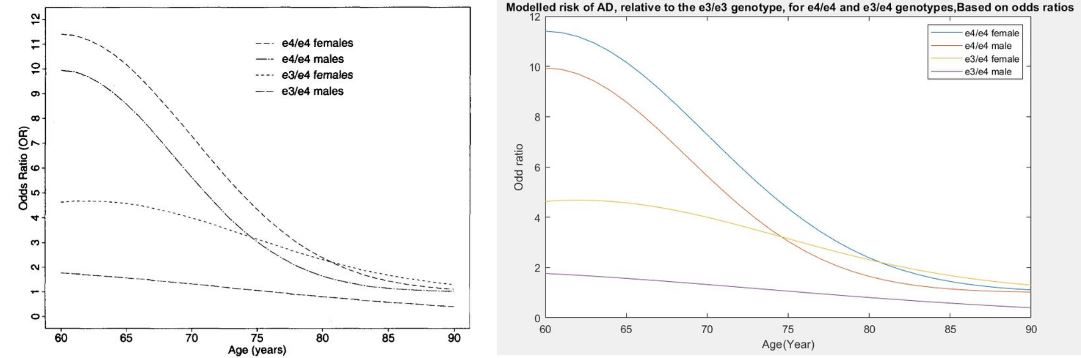 12
11
10
9
8
7
6
5
4
3
2
1
0
Odds Ratio (OR)
e4/e4 females
e4/e4 males
e3/e4 females
e3/e4 males
60 65 70 75 80 85 90
Age (years)
Modelled risk of AD, relative to the e3/e3 genotype, for e4/e4 and e3/e4 genotypes,Based on odds ratios
12
10
8
6
4
2
0
Odd ratio
e4/e4 female
e4/e4 male
e3/e4 female
e3/e4 male
60 65 70 75 80 85 90
Age(Year)